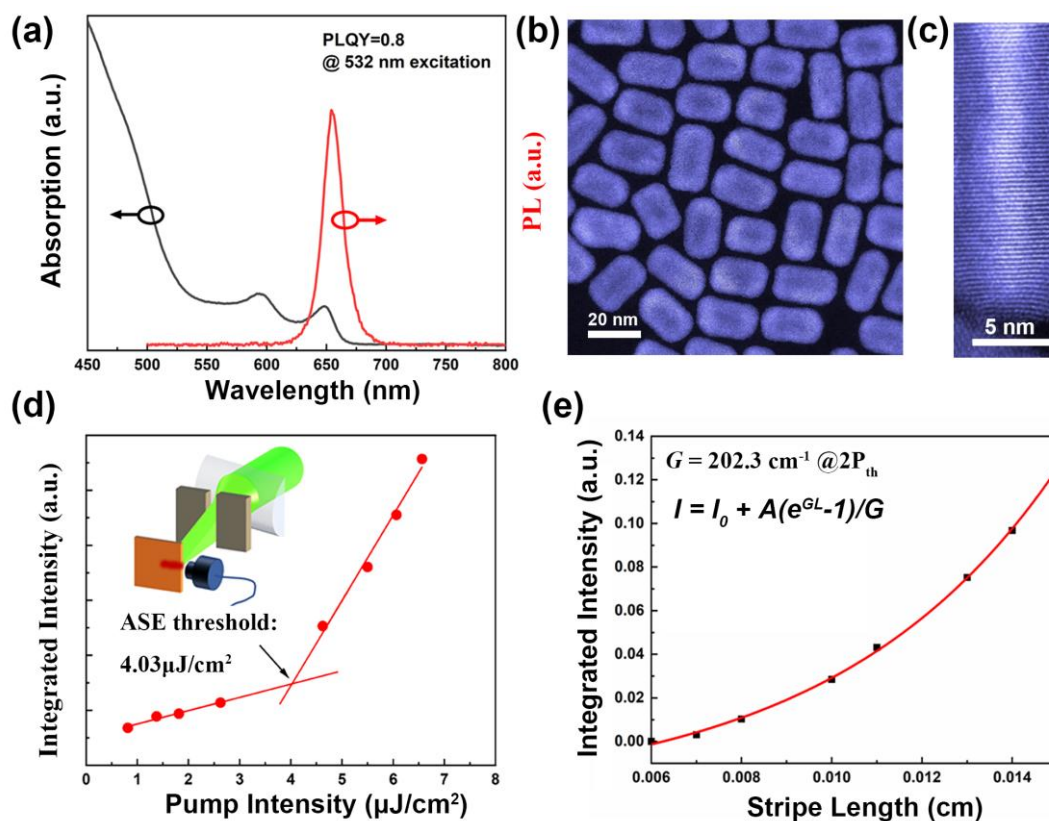 (a)
PLQY=0.8
@ 532 nm excitation
Absorption (a.u.)
PL (a.u.)
450 500 550 600 650 700 750 800
Wavelength (nm)
(b)
20 nm
(c)
5 nm
(d)
Integrated Intensity (a.u.)
ASE threshold:
4.03μJ/cm²
0 1 2 3 4 5 6 7 8
Pump Intensity (μJ/cm²)
(e)
Integrated Intensity (a.u.)
0.14
0.12
0.10
0.08
0.06
0.04
0.02
0.00
G = 202.3 cm⁻¹ @2Pₜₕ
I = I₀ + A(e^GL-1)/G
0.006 0.008 0.010 0.012 0.014
Stripe Length (cm)